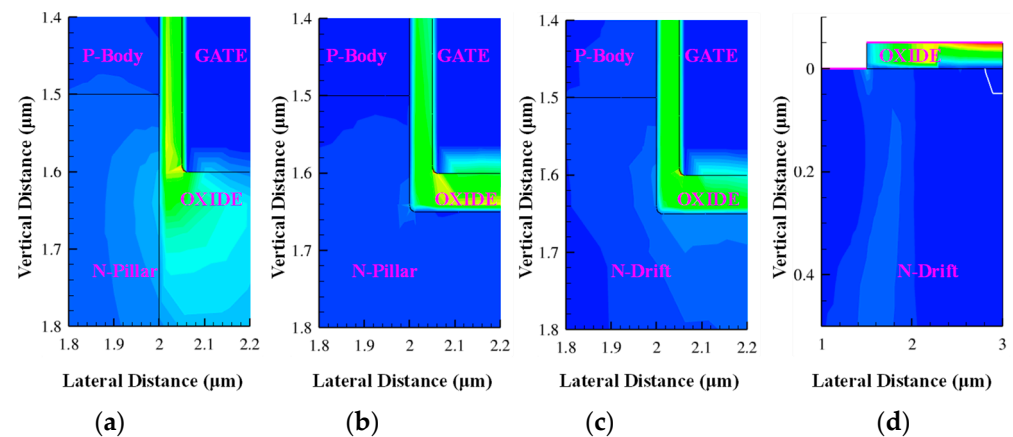 1.4
1.5
1.6
1.7
1.8
Vertical Distance (μm)
P-Body
GATE
OXIDE
N-Pillar
1.8 1.9 2 2.1 2.2
Lateral Distance (μm)
(a)
1.4
1.5
1.6
1.7
1.8
Vertical Distance (μm)
P-Body
GATE
OXIDE
N-Pillar
1.8 1.9 2 2.1 2.2
Lateral Distance (μm)
(b)
1.4
1.5
1.6
1.7
1.8
Vertical Distance (μm)
P-Body
GATE
OXIDE
N-Drift
1.8 1.9 2 2.1 2.2
Lateral Distance (μm)
(c)
0
0.2
0.4
Vertical Distance (μm)
OXIDE
N-Drift
1 2 3
Lateral Distance (μm)
(d)